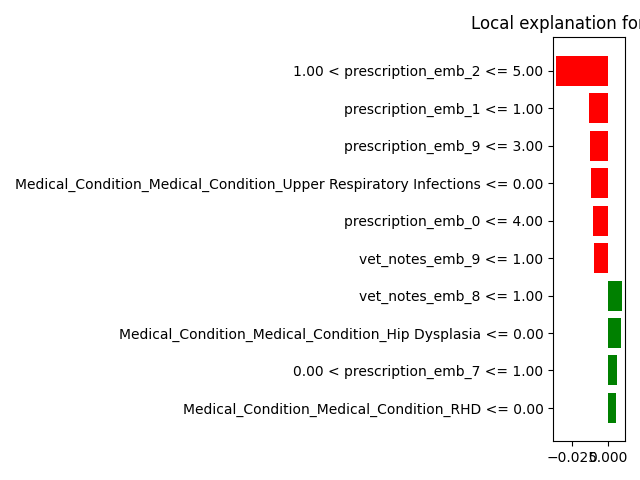 Local explanation for
1.00 < prescription_emb_2 <= 5.00
prescription_emb_1 <= 1.00
prescription_emb_9 <= 3.00
Medical_Condition_Medical_Condition_Upper Respiratory Infections <= 0.00
prescription_emb_0 <= 4.00
vet_notes_emb_9 <= 1.00
vet_notes_emb_8 <= 1.00
Medical_Condition_Medical_Condition_Hip Dysplasia <= 0.00
0.00 < prescription_emb_7 <= 1.00
Medical_Condition_Medical_Condition_RHD <= 0.00
−0.025 0.000